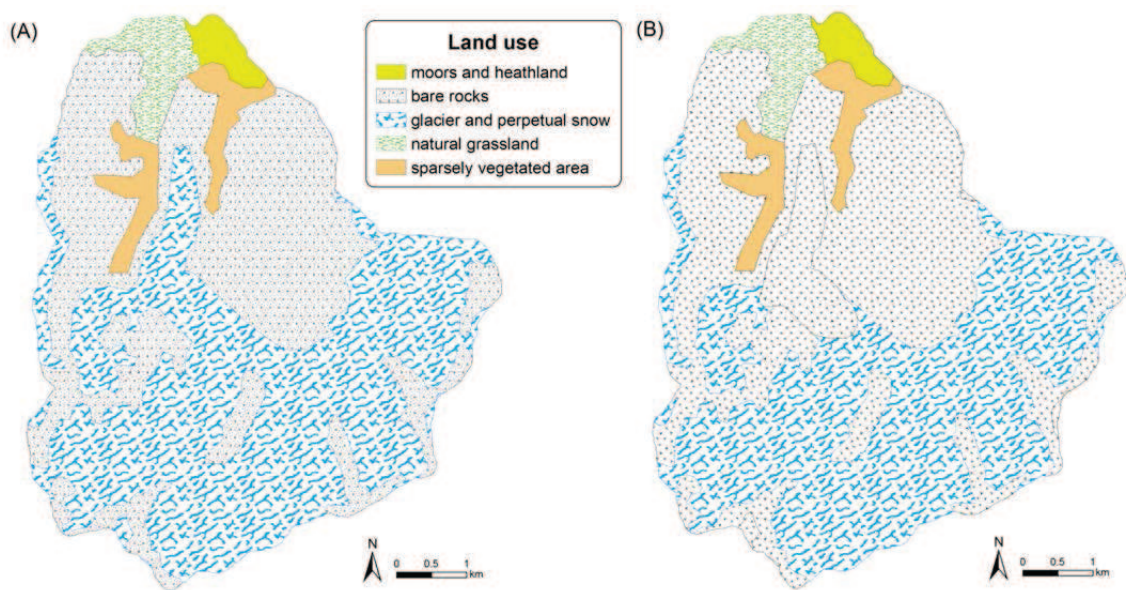 (A)
Land use
moors and heathland
bare rocks
glacier and perpetual snow
natural grassland
sparsely vegetated area
(B)
N
0 0.5 1
km
N
0 0.5 1
km